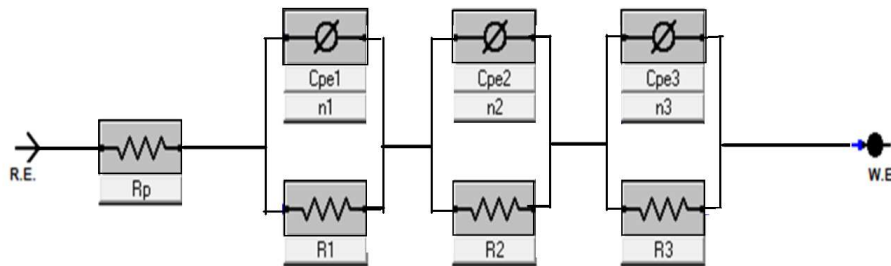 Cpe1
n1
Cpe2
n2
Cpe3
n3
R.E.
Rp
W.E
R1
R2
R3